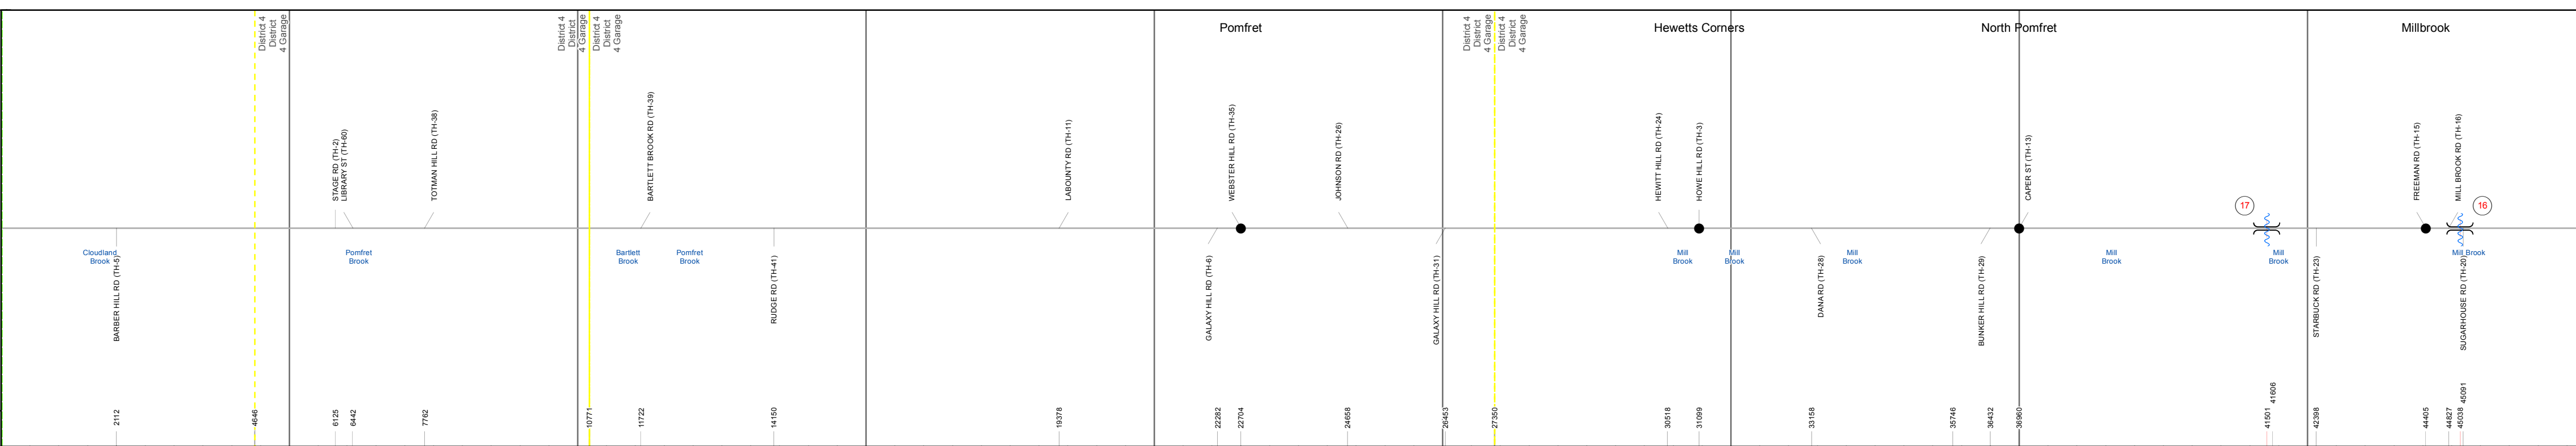 District 4
District
4 Garage
District 4
District
4 Garage
District 4
District
4 Garage
Pomfret
District 4
District
4 Garage
District 4
District
4 Garage
Hewetts Corners
North Pomfret
Millbrook
STAGE RD (TH-2)
LIBRARY ST (TH-60)
TOTMAN HILL RD (TH-38)
BARTLETT BROOK RD (TH-39)
LABOUNTY RD (TH-11)
WEBSTER HILL RD (TH-35)
JOHNSON RD (TH-26)
HEWITT HILL RD (TH-24)
HOWE HILL RD (TH-3)
CAPER ST (TH-13)
FREEMAN RD (TH-15)
MILL BROOK RD (TH-16)
17
16
Cloudland
Brook
Pomfret
Brook
Bartlett
Brook
Pomfret
Brook
Mill
Brook
Mill
Brook
Mill
Brook
Mill
Brook
Mill
Brook
Mill Brook
BARBER HILL RD (TH-5)
RUDGE RD (TH-41)
GALAXY HILL RD (TH-6)
GALAXY HILL RD (TH-31)
DANA RD (TH-28)
BUNKER HILL RD (TH-29)
STARBUCK RD (TH-23)
SUGARHOUSE RD (TH-20)
2112
4646
6125
6442
7762
10771
11722
14150
19378
22282
22704
24658
26453
27350
30518
31099
33158
35746
36432
36960
41501
41606
42398
44405
44827
45038
45091